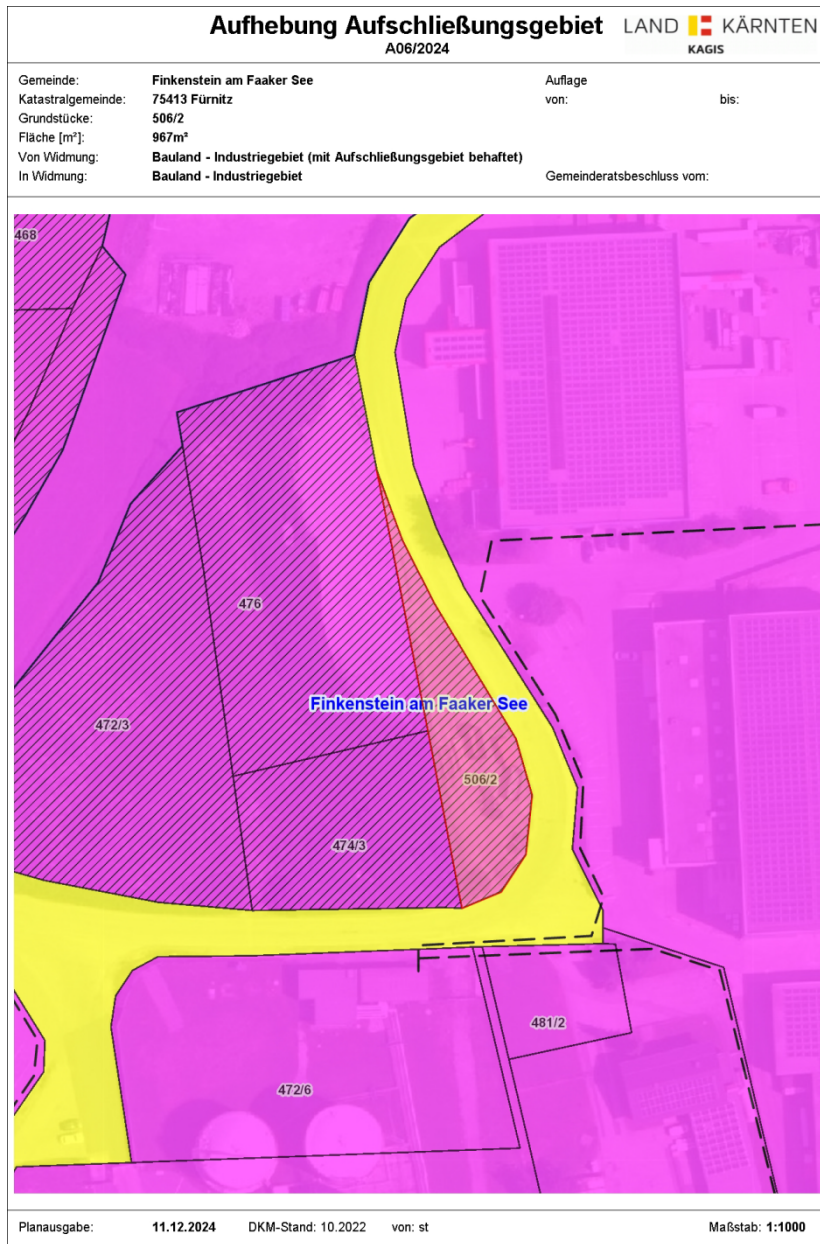 Aufhebung Aufschließungsgebiet
A06/2024
LAND KÄRNTEN
KAGIS
Gemeinde: Finkenstein am Faaker See Auflage
Katastralgemeinde: 75413 Fürnitz von: bis:
Grundstücke: 506/2
Fläche [m²]: 967m²
Von Widmung: Bauland - Industriegebiet (mit Aufschließungsgebiet behaftet)
In Widmung: Bauland - Industriegebiet Gemeinderatsbeschluss vom:
468
476
Finkenstein am Faaker See
472/3
506/2
474/3
481/2
472/6
Planausgabe: 11.12.2024 DKM-Stand: 10.2022 von: st Maßstab: 1:1000